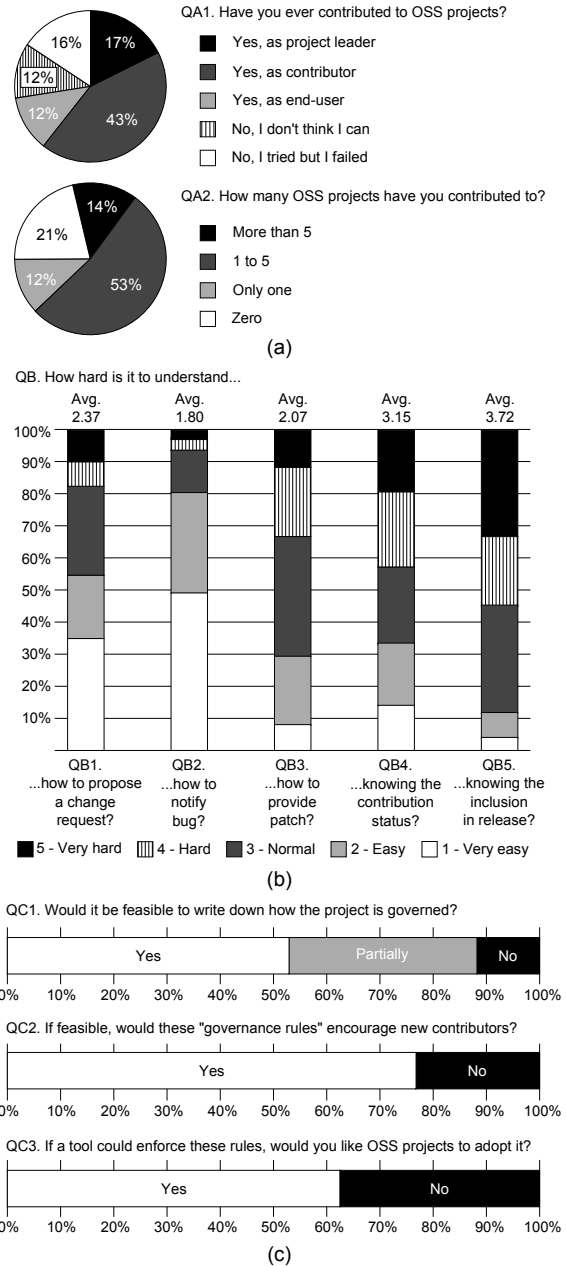 QA1. Have you ever contributed to OSS projects?
16%
17%
12%
12%
43%
Yes, as project leader
Yes, as contributor
Yes, as end-user
No, I don't think I can
No, I tried but I failed
QA2. How many OSS projects have you contributed to?
14%
21%
12%
53%
More than 5
1 to 5
Only one
Zero
(a)
QB. How hard is it to understand...
Avg. Avg. Avg. Avg. Avg.
2.37 1.80 2.07 3.15 3.72
100%
90%
80%
70%
60%
50%
40%
30%
20%
10%
QB1. QB2. QB3. QB4. QB5.
...how to propose ...how to ...how to ...knowing the ...knowing the
a change notify provide contribution inclusion
request? bug? patch? status? in release?
5 - Very hard 4 - Hard 3 - Normal 2 - Easy 1 - Very easy
(b)
QC1. Would it be feasible to write down how the project is governed?
Yes Partially No
0% 10% 20% 30% 40% 50% 60% 70% 80% 90% 100%
QC2. If feasible, would these "governance rules" encourage new contributors?
Yes No
0% 10% 20% 30% 40% 50% 60% 70% 80% 90% 100%
QC3. If a tool could enforce these rules, would you like OSS projects to adopt it?
Yes No
0% 10% 20% 30% 40% 50% 60% 70% 80% 90% 100%
(c)